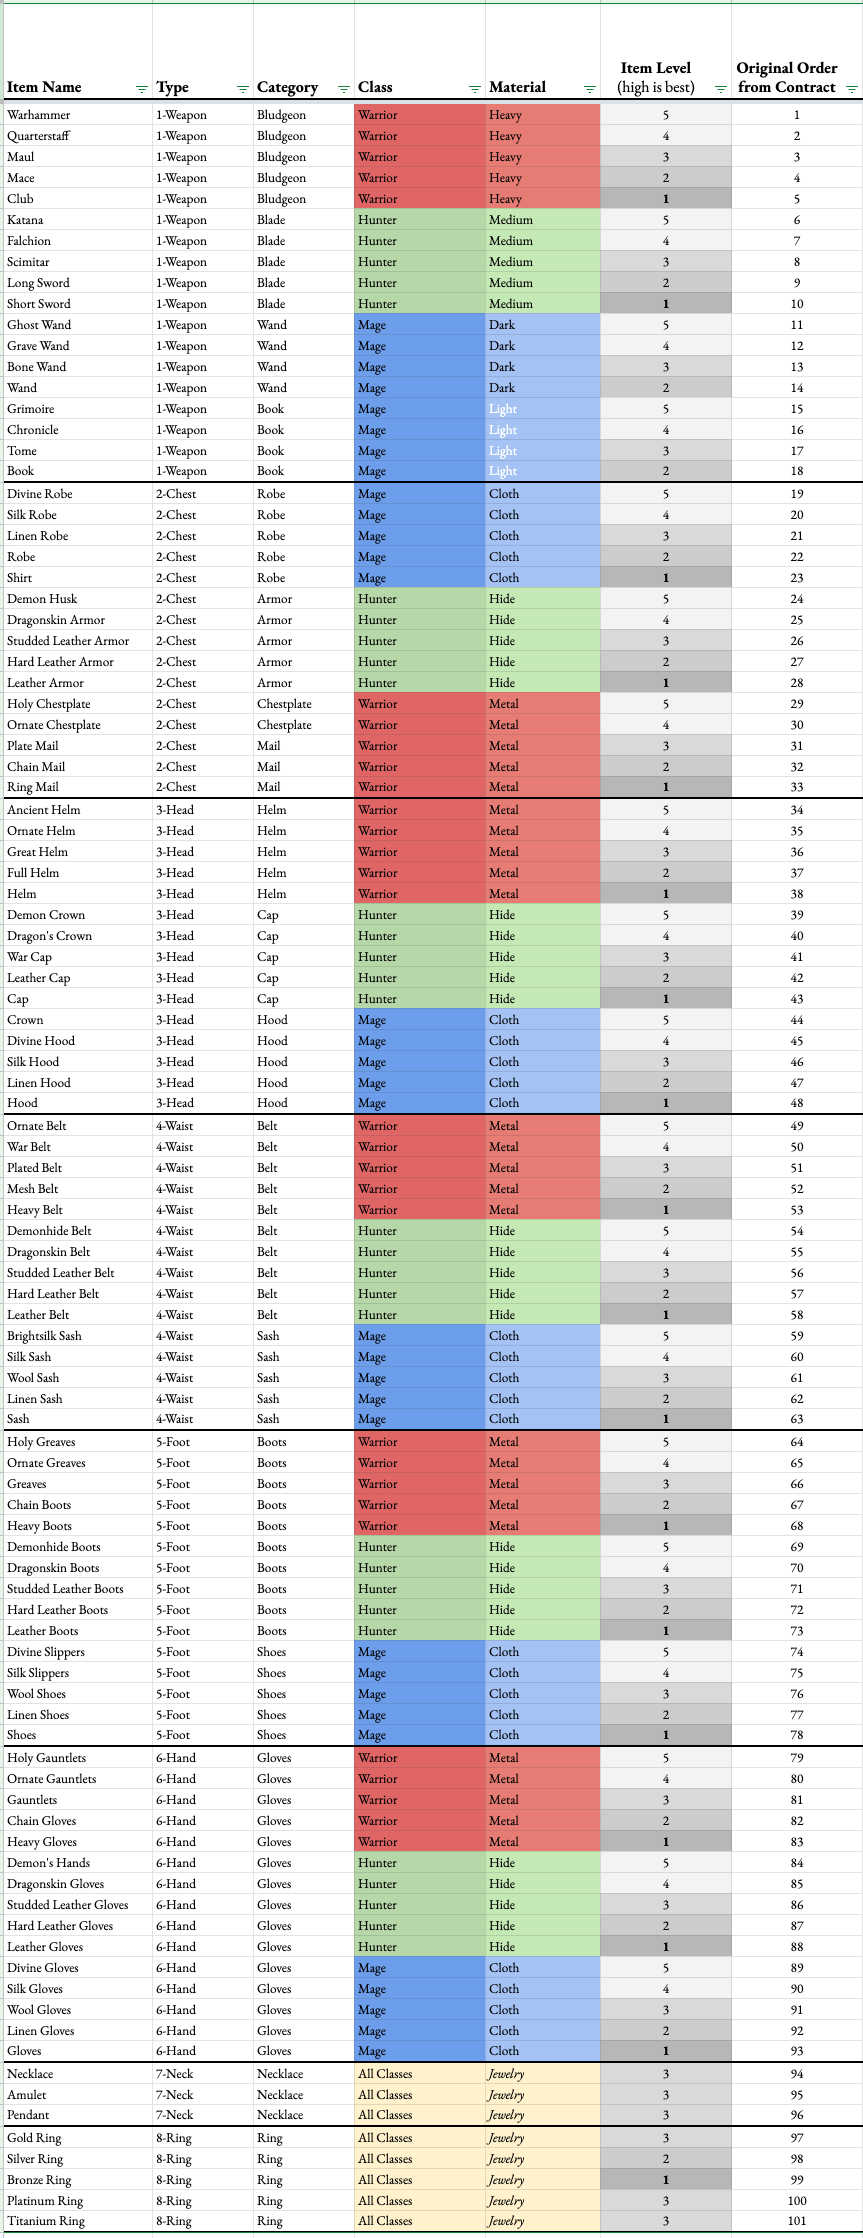 Item Name Type Category Class Material Item Level (high is best) Original Order from Contract
Warhammer 1-Weapon Bludgeon Warrior Heavy 5 1
Quarterstaff 1-Weapon Bludgeon Warrior Heavy 4 2
Maul 1-Weapon Bludgeon Warrior Heavy 3 3
Mace 1-Weapon Bludgeon Warrior Heavy 2 4
Club 1-Weapon Bludgeon Warrior Heavy 1 5
Katana 1-Weapon Blade Hunter Medium 5 6
Falchion 1-Weapon Blade Hunter Medium 4 7
Scimitar 1-Weapon Blade Hunter Medium 3 8
Long Sword 1-Weapon Blade Hunter Medium 2 9
Short Sword 1-Weapon Blade Hunter Medium 1 10
Ghost Wand 1-Weapon Wand Mage Dark 5 11
Grave Wand 1-Weapon Wand Mage Dark 4 12
Bone Wand 1-Weapon Wand Mage Dark 3 13
Wand 1-Weapon Wand Mage Dark 2 14
Grimoire 1-Weapon Book Mage Light 5 15
Chronicle 1-Weapon Book Mage Light 4 16
Tome 1-Weapon Book Mage Light 3 17
Book 1-Weapon Book Mage Light 2 18
Divine Robe 2-Chest Robe Mage Cloth 5 19
Silk Robe 2-Chest Robe Mage Cloth 4 20
Linen Robe 2-Chest Robe Mage Cloth 3 21
Robe 2-Chest Robe Mage Cloth 2 22
Shirt 2-Chest Robe Mage Cloth 1 23
Demon Husk 2-Chest Armor Hunter Hide 5 24
Dragonskin Armor 2-Chest Armor Hunter Hide 4 25
Studded Leather Armor 2-Chest Armor Hunter Hide 3 26
Hard Leather Armor 2-Chest Armor Hunter Hide 2 27
Leather Armor 2-Chest Armor Hunter Hide 1 28
Holy Chestplate 2-Chest Chestplate Warrior Metal 5 29
Ornate Chestplate 2-Chest Chestplate Warrior Metal 4 30
Plate Mail 2-Chest Mail Warrior Metal 3 31
Chain Mail 2-Chest Mail Warrior Metal 2 32
Ring Mail 2-Chest Mail Warrior Metal 1 33
Ancient Helm 3-Head Helm Warrior Metal 5 34
Ornate Helm 3-Head Helm Warrior Metal 4 35
Great Helm 3-Head Helm Warrior Metal 3 36
Full Helm 3-Head Helm Warrior Metal 2 37
Helm 3-Head Helm Warrior Metal 1 38
Demon Crown 3-Head Cap Hunter Hide 5 39
Dragon's Crown 3-Head Cap Hunter Hide 4 40
War Cap 3-Head Cap Hunter Hide 3 41
Leather Cap 3-Head Cap Hunter Hide 2 42
Cap 3-Head Cap Hunter Hide 1 43
Crown 3-Head Hood Mage Cloth 5 44
Divine Hood 3-Head Hood Mage Cloth 4 45
Silk Hood 3-Head Hood Mage Cloth 3 46
Linen Hood 3-Head Hood Mage Cloth 2 47
Hood 3-Head Hood Mage Cloth 1 48
Ornate Belt 4-Waist Belt Warrior Metal 5 49
War Belt 4-Waist Belt Warrior Metal 4 50
Plated Belt 4-Waist Belt Warrior Metal 3 51
Mesh Belt 4-Waist Belt Warrior Metal 2 52
Heavy Belt 4-Waist Belt Warrior Metal 1 53
Demonhide Belt 4-Waist Belt Hunter Hide 5 54
Dragonskin Belt 4-Waist Belt Hunter Hide 4 55
Studded Leather Belt 4-Waist Belt Hunter Hide 3 56
Hard Leather Belt 4-Waist Belt Hunter Hide 2 57
Leather Belt 4-Waist Belt Hunter Hide 1 58
Brightsilk Sash 4-Waist Sash Mage Cloth 5 59
Silk Sash 4-Waist Sash Mage Cloth 4 60
Wool Sash 4-Waist Sash Mage Cloth 3 61
Linen Sash 4-Waist Sash Mage Cloth 2 62
Sash 4-Waist Sash Mage Cloth 1 63
Holy Greaves 5-Foot Boots Warrior Metal 5 64
Ornate Greaves 5-Foot Boots Warrior Metal 4 65
Greaves 5-Foot Boots Warrior Metal 3 66
Chain Boots 5-Foot Boots Warrior Metal 2 67
Heavy Boots 5-Foot Boots Warrior Metal 1 68
Demonhide Boots 5-Foot Boots Hunter Hide 5 69
Dragonskin Boots 5-Foot Boots Hunter Hide 4 70
Studded Leather Boots 5-Foot Boots Hunter Hide 3 71
Hard Leather Boots 5-Foot Boots Hunter Hide 2 72
Leather Boots 5-Foot Boots Hunter Hide 1 73
Divine Slippers 5-Foot Shoes Mage Cloth 5 74
Silk Slippers 5-Foot Shoes Mage Cloth 4 75
Wool Shoes 5-Foot Shoes Mage Cloth 3 76
Linen Shoes 5-Foot Shoes Mage Cloth 2 77
Shoes 5-Foot Shoes Mage Cloth 1 78
Holy Gauntlets 6-Hand Gloves Warrior Metal 5 79
Ornate Gauntlets 6-Hand Gloves Warrior Metal 4 80
Gauntlets 6-Hand Gloves Warrior Metal 3 81
Chain Gloves 6-Hand Gloves Warrior Metal 2 82
Heavy Gloves 6-Hand Gloves Warrior Metal 1 83
Demon's Hands 6-Hand Gloves Hunter Hide 5 84
Dragonskin Gloves 6-Hand Gloves Hunter Hide 4 85
Studded Leather Gloves 6-Hand Gloves Hunter Hide 3 86
Hard Leather Gloves 6-Hand Gloves Hunter Hide 2 87
Leather Gloves 6-Hand Gloves Hunter Hide 1 88
Divine Gloves 6-Hand Gloves Mage Cloth 5 89
Silk Gloves 6-Hand Gloves Mage Cloth 4 90
Wool Gloves 6-Hand Gloves Mage Cloth 3 91
Linen Gloves 6-Hand Gloves Mage Cloth 2 92
Gloves 6-Hand Gloves Mage Cloth 1 93
Necklace 7-Neck Necklace All Classes Jewelry 3 94
Amulet 7-Neck Necklace All Classes Jewelry 3 95
Pendant 7-Neck Necklace All Classes Jewelry 3 96
Gold Ring 8-Ring Ring All Classes Jewelry 3 97
Silver Ring 8-Ring Ring All Classes Jewelry 2 98
Bronze Ring 8-Ring Ring All Classes Jewelry 1 99
Platinum Ring 8-Ring Ring All Classes Jewelry 3 100
Titanium Ring 8-Ring Ring All Classes Jewelry 3 101